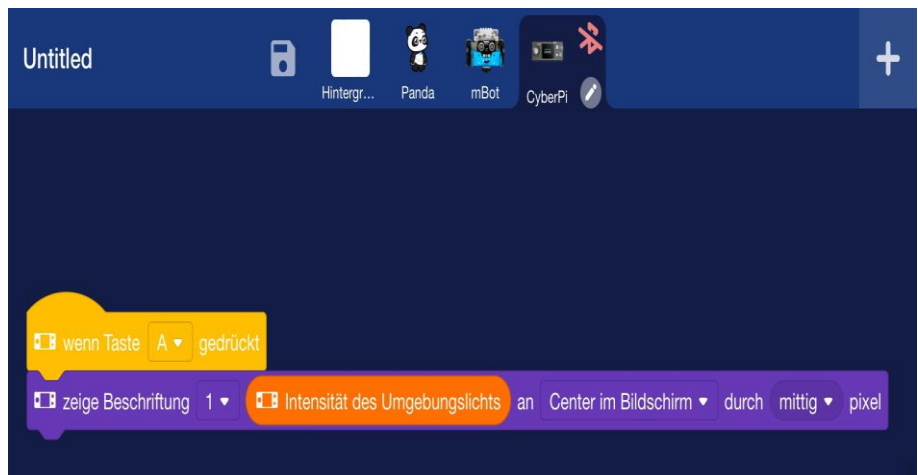 Untitled
Hintergr...
Panda
mBot
CyberPi
wenn Taste A gedrückt
zeige Beschriftung 1 Intensität des Umgebungslichts an Center im Bildschirm durch mittig pixel